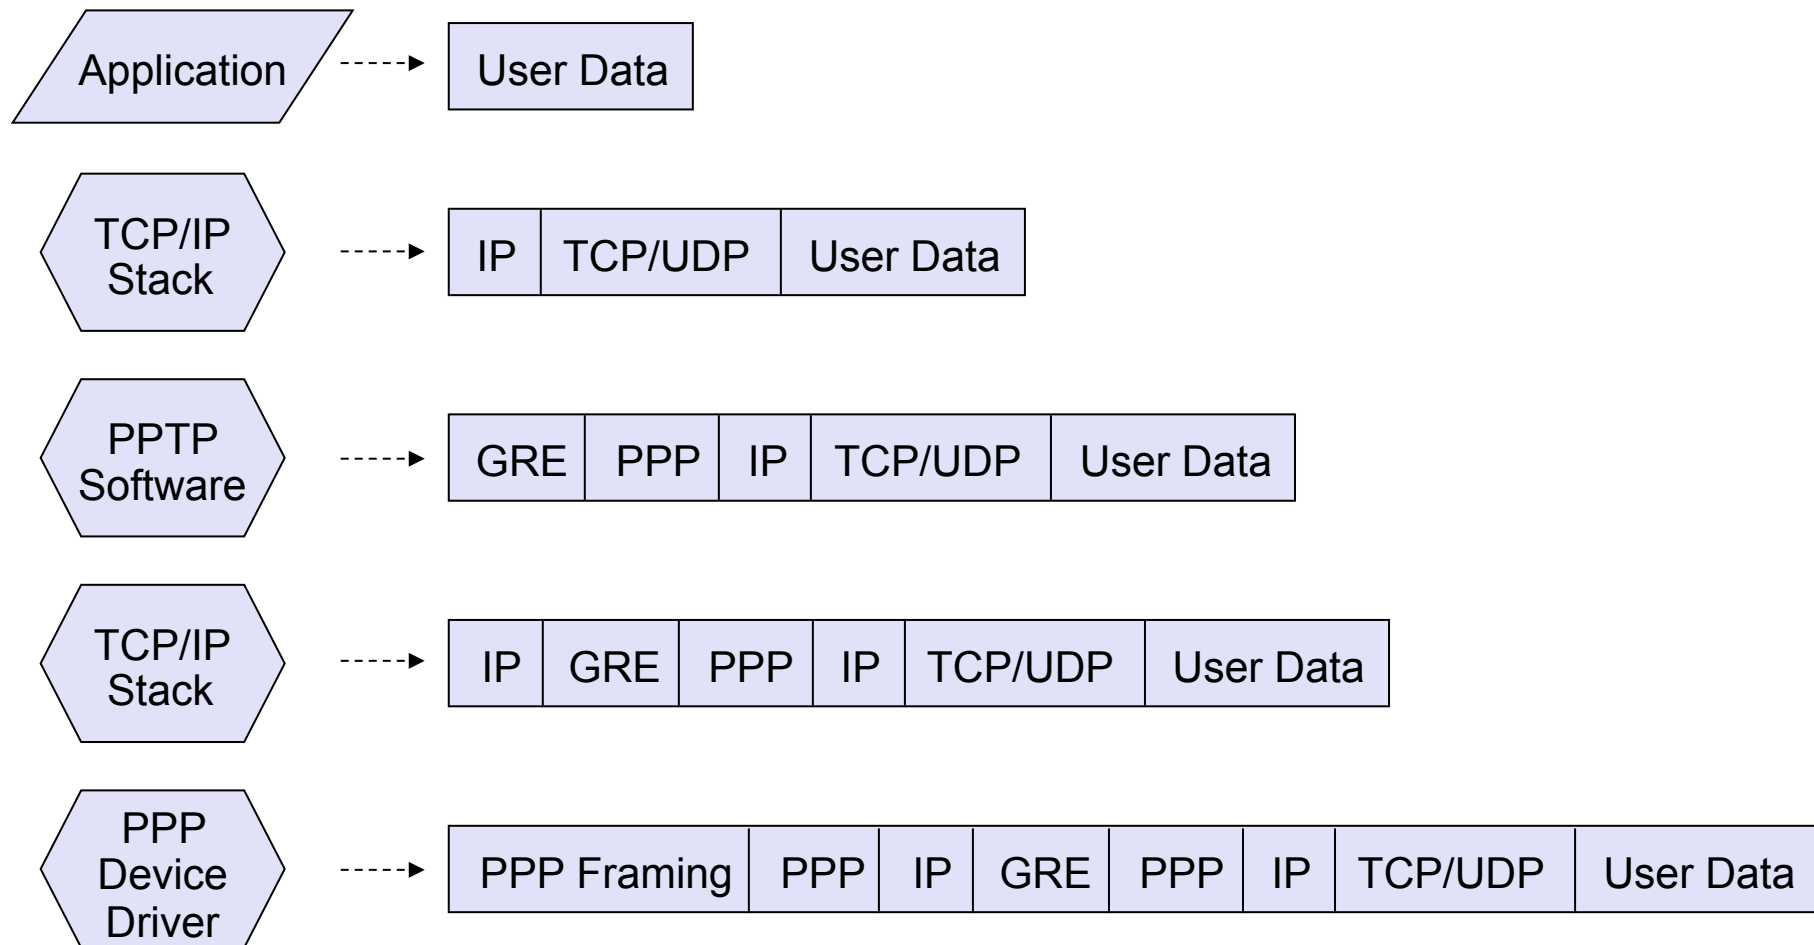 Application
User Data
TCP/IP
Stack
IP TCP/UDP User Data
PPTP
Software
GRE PPP IP TCP/UDP User Data
TCP/IP
Stack
IP GRE PPP IP TCP/UDP User Data
PPP
Device
Driver
PPP Framing PPP IP GRE PPP IP TCP/UDP User Data